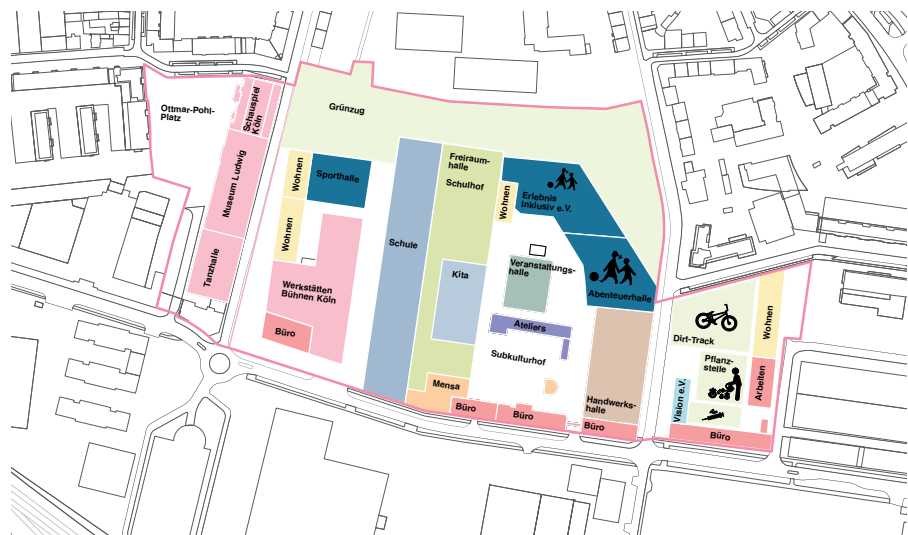 Ottmar-Pohl-
Platz
Schauspiel
Köln
Museum Ludwig
Tanzhalle
Grünzug
Wohnen
Sporthalle
Wohnen
Werkstätten
Bühnen Köln
Büro
Schule
Freiraum-
halle
Schulhof
Kita
Mensa
Büro
Wohnen
Erlebnis
Inklusiv e.V.
Veranstaltungs-
halle
Abenteuerhalle
Ateliers
Subkulturhof
Büro
Handwerks-
halle
Büro
Dirt-Track
Wohnen
Pflanz-
stelle
Arbeiten
Vision e.V.
Büro